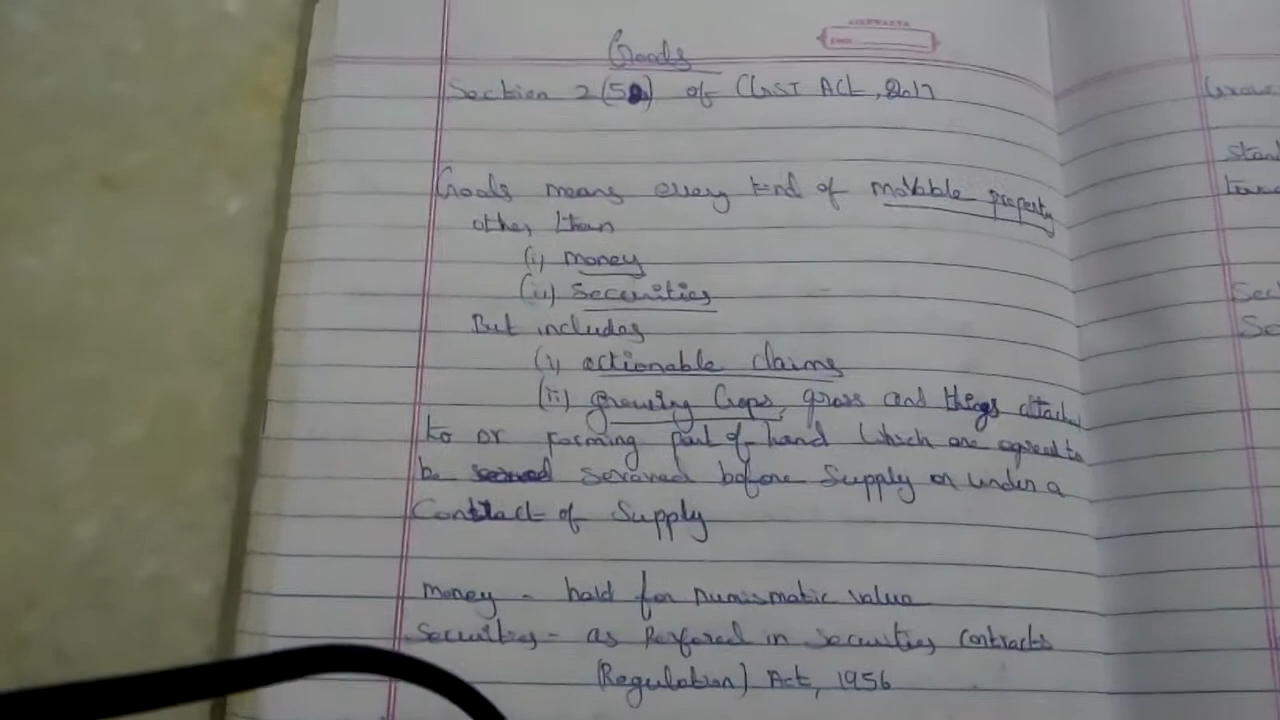 Goods
Section 2(52) of CGST Act, 2017
Goods means every kind of movable property
other than
(i) money
(ii) Securities
But includes
(i) actionable claims
(ii) growing Crops, grass and things attached
to or forming part of land which are agreed to
be severed before Supply or under a
Contract of Supply
money - hold for numismatic value
Securities - as Referred in Securities Contracts
(Regulation) Act, 1956